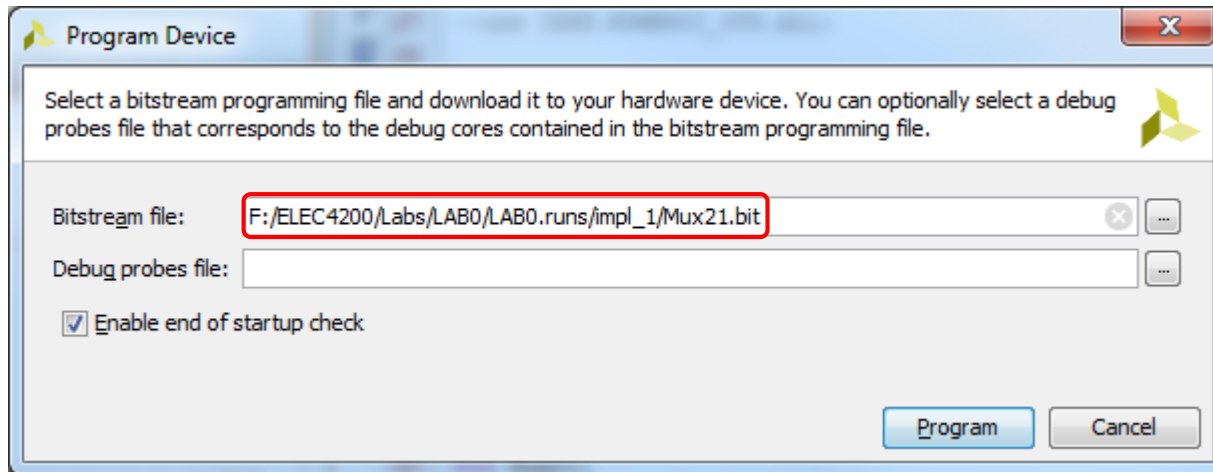 Program Device
Select a bitstream programming file and download it to your hardware device. You can optionally select a debug
probes file that corresponds to the debug cores contained in the bitstream programming file.
Bitstream file: F:/ELEC4200/Labs/LAB0/LAB0.runs/impl_1/Mux21.bit ...
Debug probes file: ...
Enable end of startup check
Program Cancel